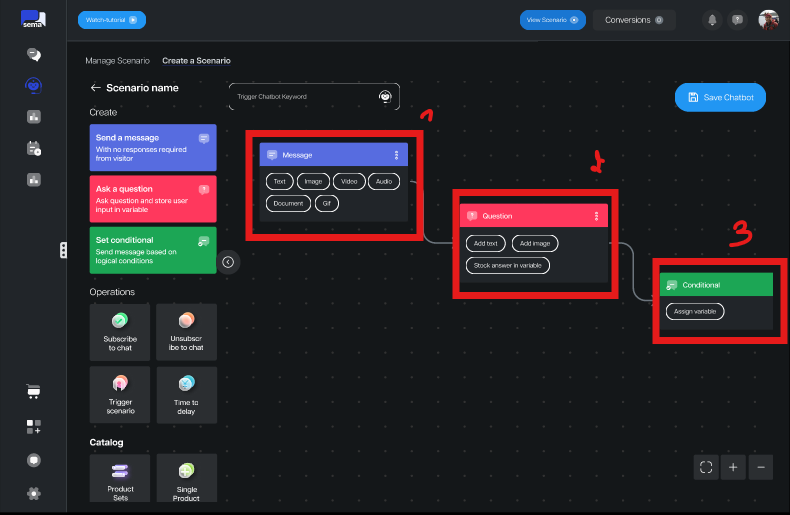 sema
Watch-tutorial
View Scenario
Conversions 0
Manage Scenario
Create a Scenario
Scenario name
Trigger Chatbot Keyword
Save Chatbot
Create
Send a message
With no responses required
from visitor
Ask a question
Ask question and store user
input in variable
Set conditional
Send message based on
logical conditions
Operations
Subscribe
to chat
Unsubscr
ibe to chat
Trigger
scenario
Time to
delay
Catalog
Product
Sets
Single
Product
1
Message
Text
Image
Video
Audio
Document
Gif
Question
Add text
Add image
Stock answer in variable
3
Conditional
Assign variable